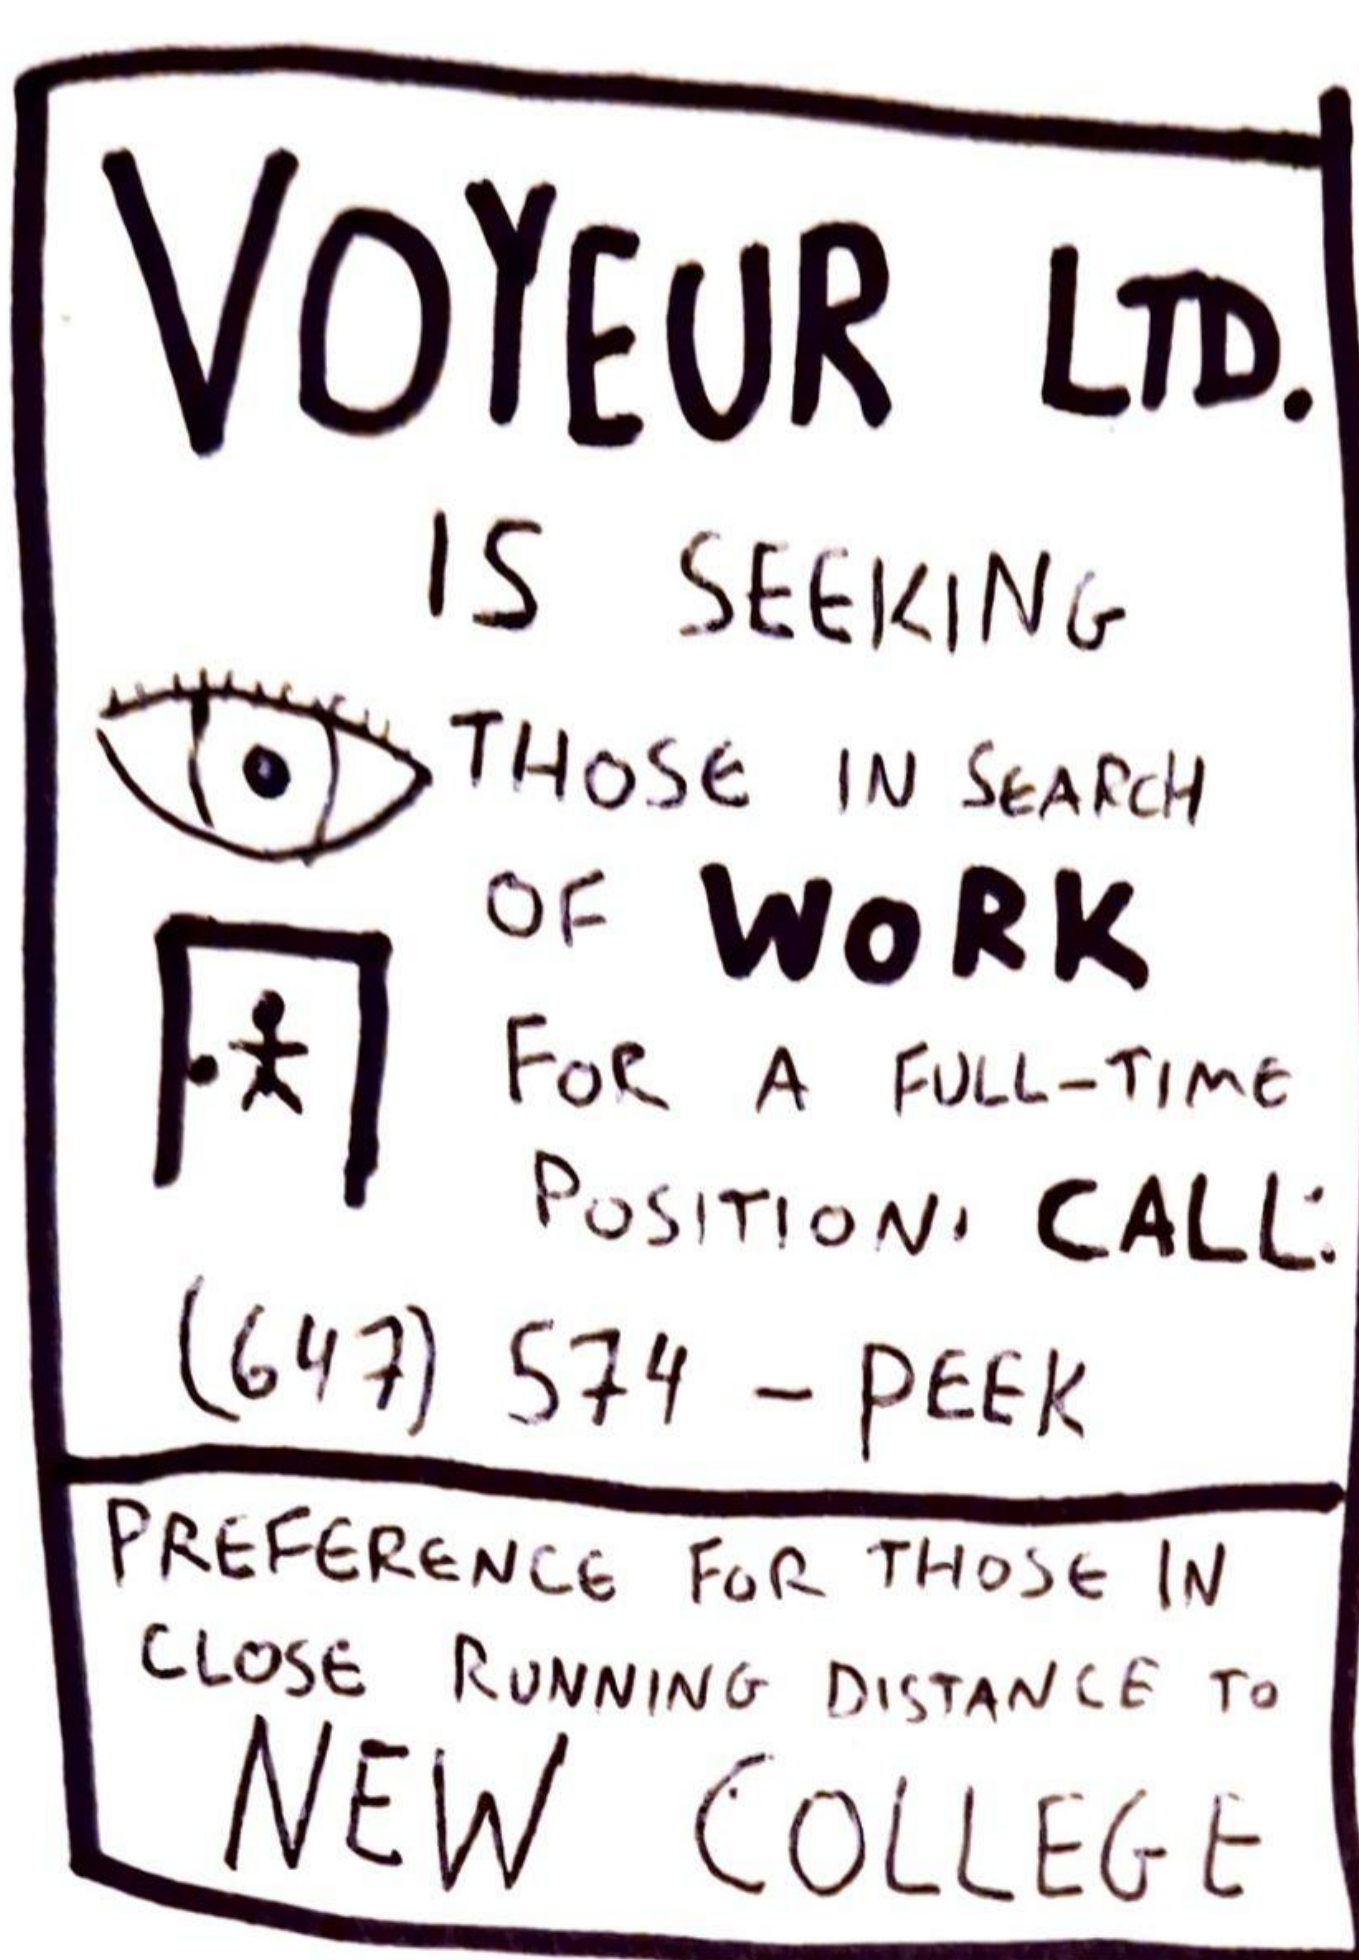 VOYEUR LTD.
IS SEEKING
THOSE IN SEARCH
OF WORK
FOR A FULL-TIME
POSITION, CALL:
(647) 574 - PEEK
PREFERENCE FOR THOSE IN
CLOSE RUNNING DISTANCE TO
NEW COLLEGE